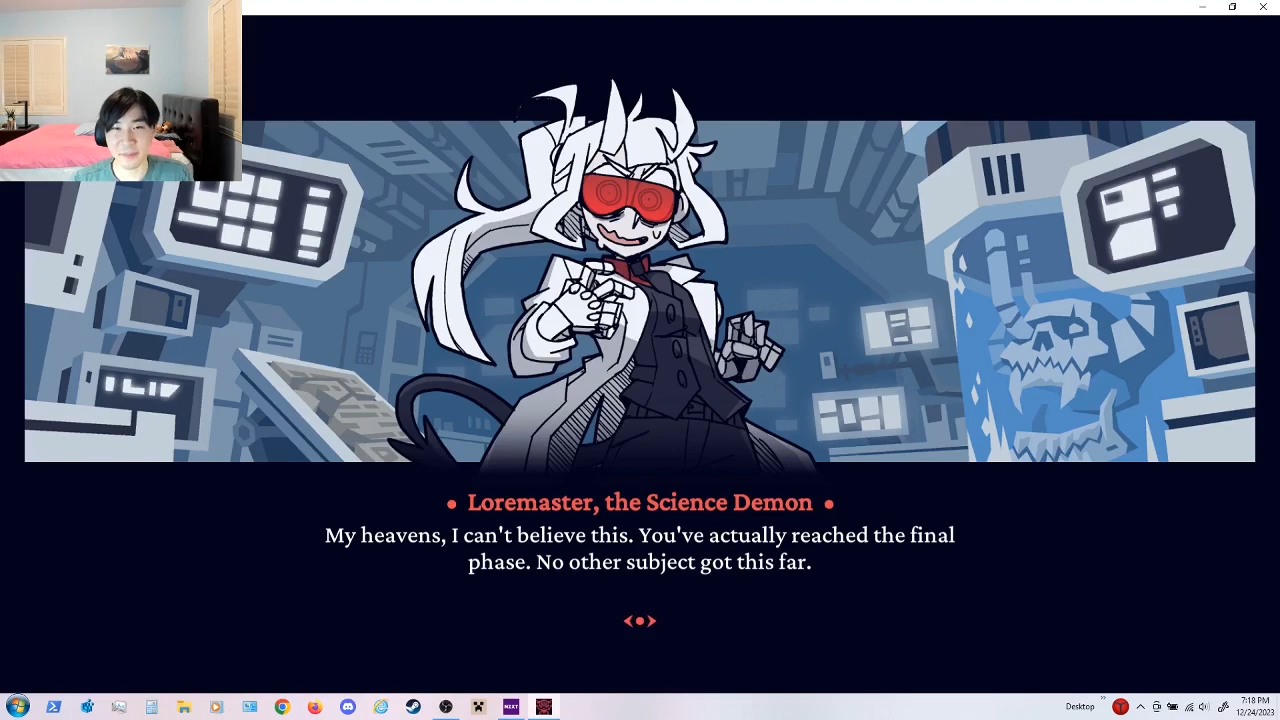 • Loremaster, the Science Demon •
My heavens, I can't believe this. You've actually reached the final
phase. No other subject got this far.
NXT
Desktop
7:18 PM
12/24/2023